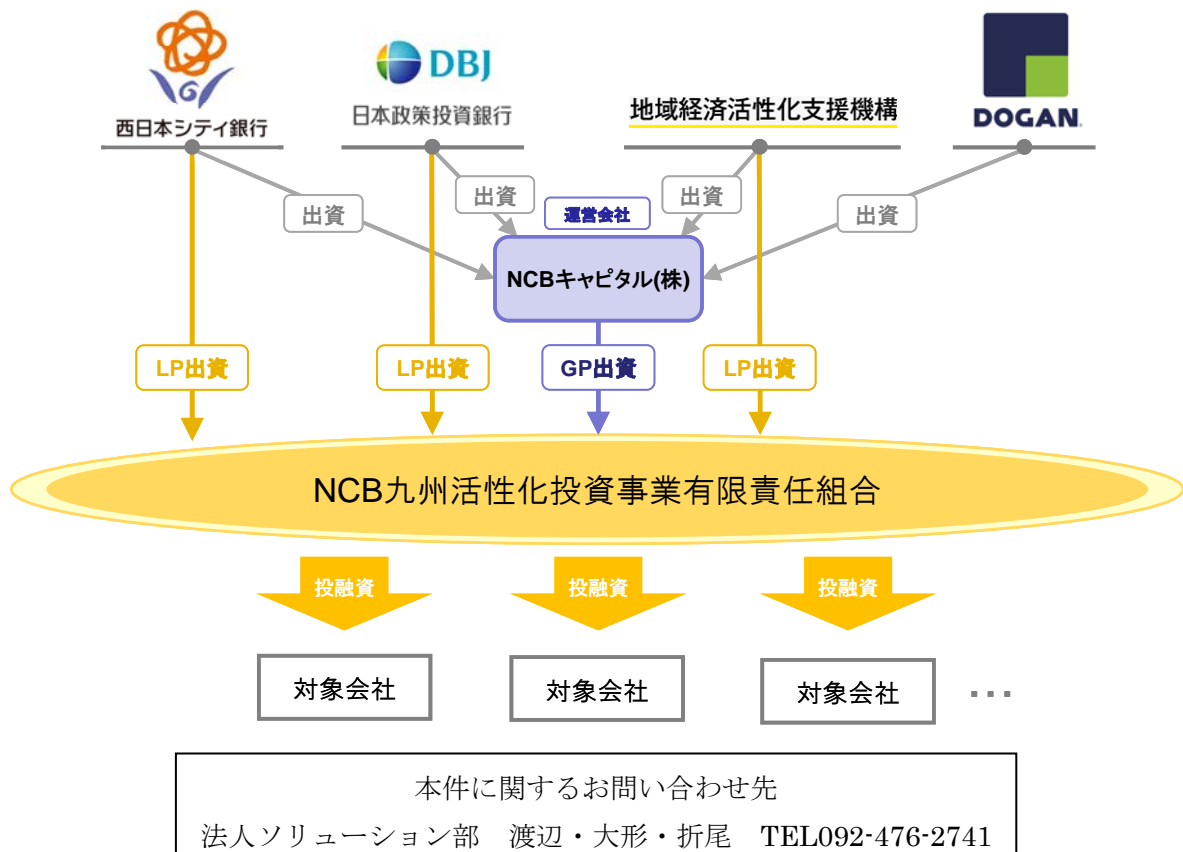 西日本シティ銀行
DBJ
日本政策投資銀行
地域経済活性化支援機構
DOGAN
出資
出資
出資
出資
運営会社
NCBキャピタル(株)
LP出資
LP出資
GP出資
LP出資
NCB九州活性化投資事業有限責任組合
投融資
投融資
投融資
対象会社
対象会社
対象会社
...
本件に関するお問い合わせ先
法人ソリューション部 渡辺・大形・折尾 TEL092-476-2741